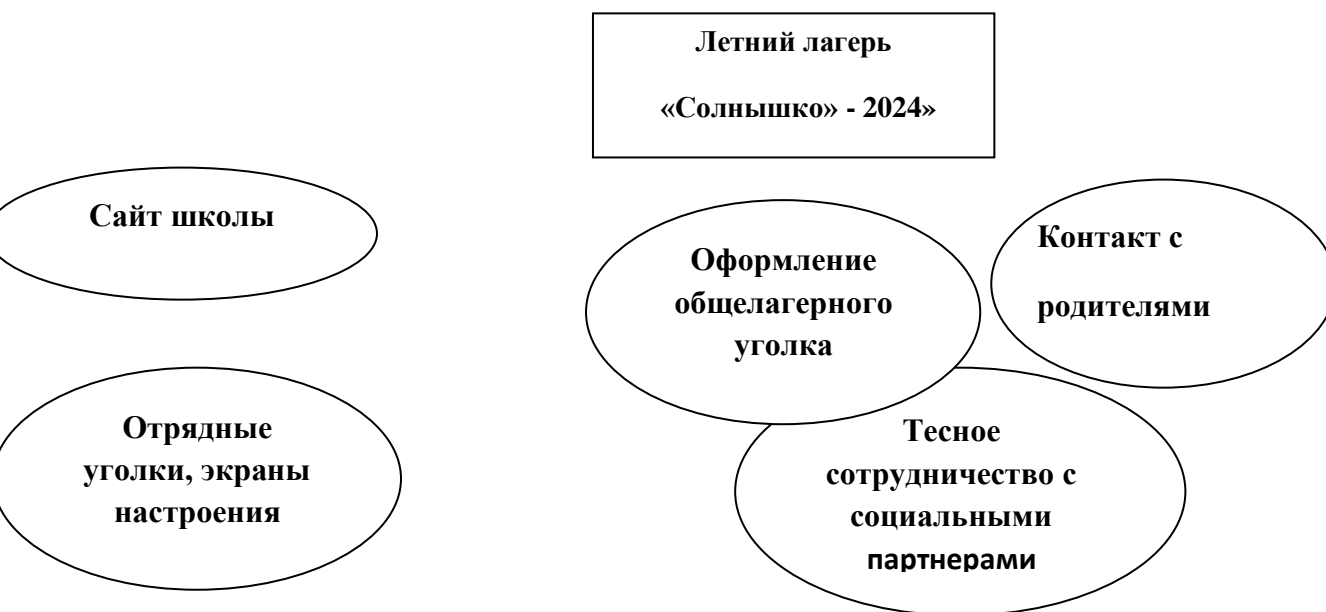 Летний лагерь
«Солнышко» - 2024»
Сайт школы
Оформление
общелагерного
уголка
Контакт с
родителями
Отрядные
уголки, экраны
настроения
Тесное
сотрудничество с
социальными
партнерами